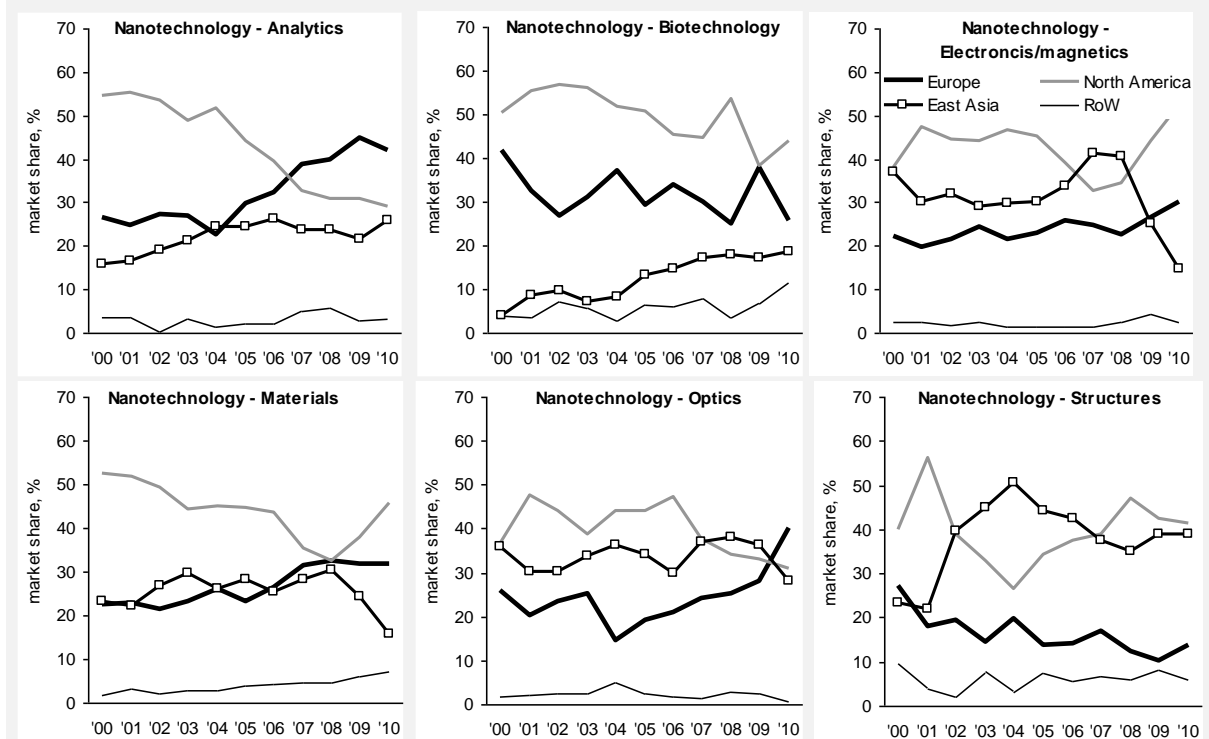 Nanotechnology - Analytics
market share, %
70
60
50
40
30
20
10
0
'00 '01 '02 '03 '04 '05 '06 '07 '08 '09 '10
Nanotechnology - Biotechnology
market share, %
70
60
50
40
30
20
10
0
'00 '01 '02 '03 '04 '05 '06 '07 '08 '09 '10
Nanotechnology -
Electroncis/magnetics
Europe North America
East Asia RoW
market share, %
70
60
50
40
30
20
10
0
'00 '01 '02 '03 '04 '05 '06 '07 '08 '09 '10
Nanotechnology - Materials
market share, %
70
60
50
40
30
20
10
0
'00 '01 '02 '03 '04 '05 '06 '07 '08 '09 '10
Nanotechnology - Optics
market share, %
70
60
50
40
30
20
10
0
'00 '01 '02 '03 '04 '05 '06 '07 '08 '09 '10
Nanotechnology - Structures
market share, %
70
60
50
40
30
20
10
0
'00 '01 '02 '03 '04 '05 '06 '07 '08 '09 '10